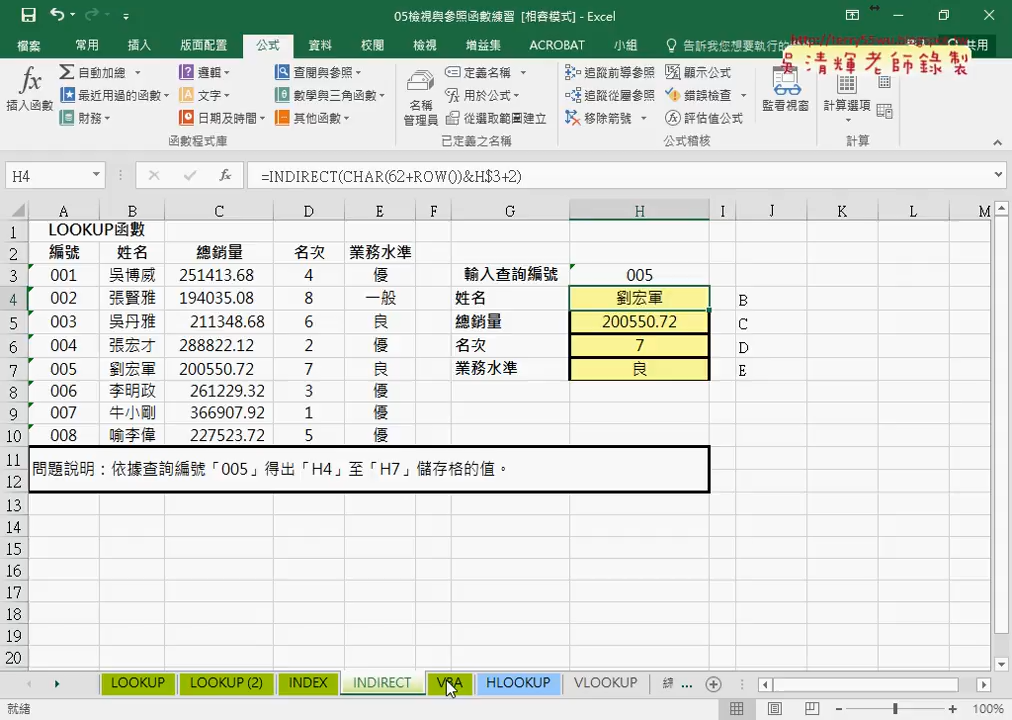 05檢視與參照函數練習 [相容模式] - Excel
檔案 常用 插入 版面配置 公式 資料 校閱 檢視 增益集 ACROBAT 小組 告訴我您想要執行的 共用
吳清輝老師錄製
插入函數 Σ 自動加總 最近用過的函數 財務 邏輯 文字 日期及時間 查閱與參照 數學與三角函數 其他函數
名稱管理員 定義名稱 用於公式 從選取範圍建立
追蹤前導參照 追蹤從屬參照 移除箭號 顯示公式 錯誤檢查 評估值公式 監看視窗 計算選項
函數程式庫 已定義之名稱 公式稽核 計算
H4 fx =INDIRECT(CHAR(62+ROW())&H$3+2)
A B C D E F G H I J K L M
1 LOOKUP函數
2 編號 姓名 總銷量 名次 業務水準
3 001 吳博威 251413.68 4 優 輸入查詢編號 005
4 002 張賢雅 194035.08 8 一般 姓名 劉宏軍 B
5 003 吳丹雅 211348.68 6 良 總銷量 200550.72 C
6 004 張宏才 288822.12 2 優 名次 7 D
7 005 劉宏軍 200550.72 7 良 業務水準 良 E
8 006 李明政 261229.32 3 優
9 007 牛小剛 366907.92 1 優
10 008 喻李偉 227523.72 5 優
11 問題說明：依據查詢編號「005」得出「H4」至「H7」儲存格的值。
12
13
14
15
16
17
18
19
20
LOOKUP LOOKUP (2) INDEX INDIRECT VBA HLOOKUP VLOOKUP ...
就緒 100%